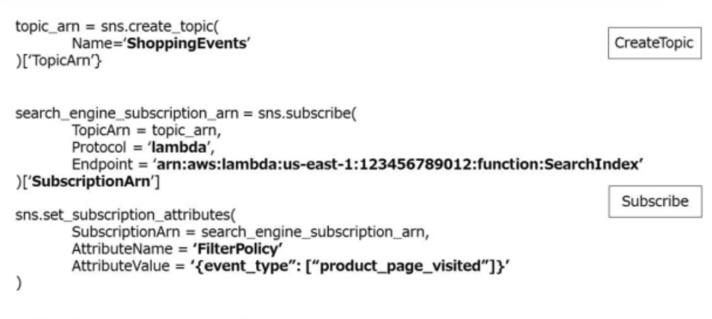 topic_arn = sns.create_topic(
Name=‘ShoppingEvents’
)[‘TopicArn’}
CreateTopic
search_engine_subscription_arn = sns.subscribe(
TopicArn = topic_arn,
Protocol = ‘lambda’,
Endpoint = ‘arn:aws:lambda:us-east-1:123456789012:function:SearchIndex’
)[‘SubscriptionArn’]
Subscribe
sns.set_subscription_attributes(
SubscriptionArn = search_engine_subscription_arn,
AttributeName = ‘FilterPolicy’
AttributeValue = ‘{event_type”: [“product_page_visited”]}’
)